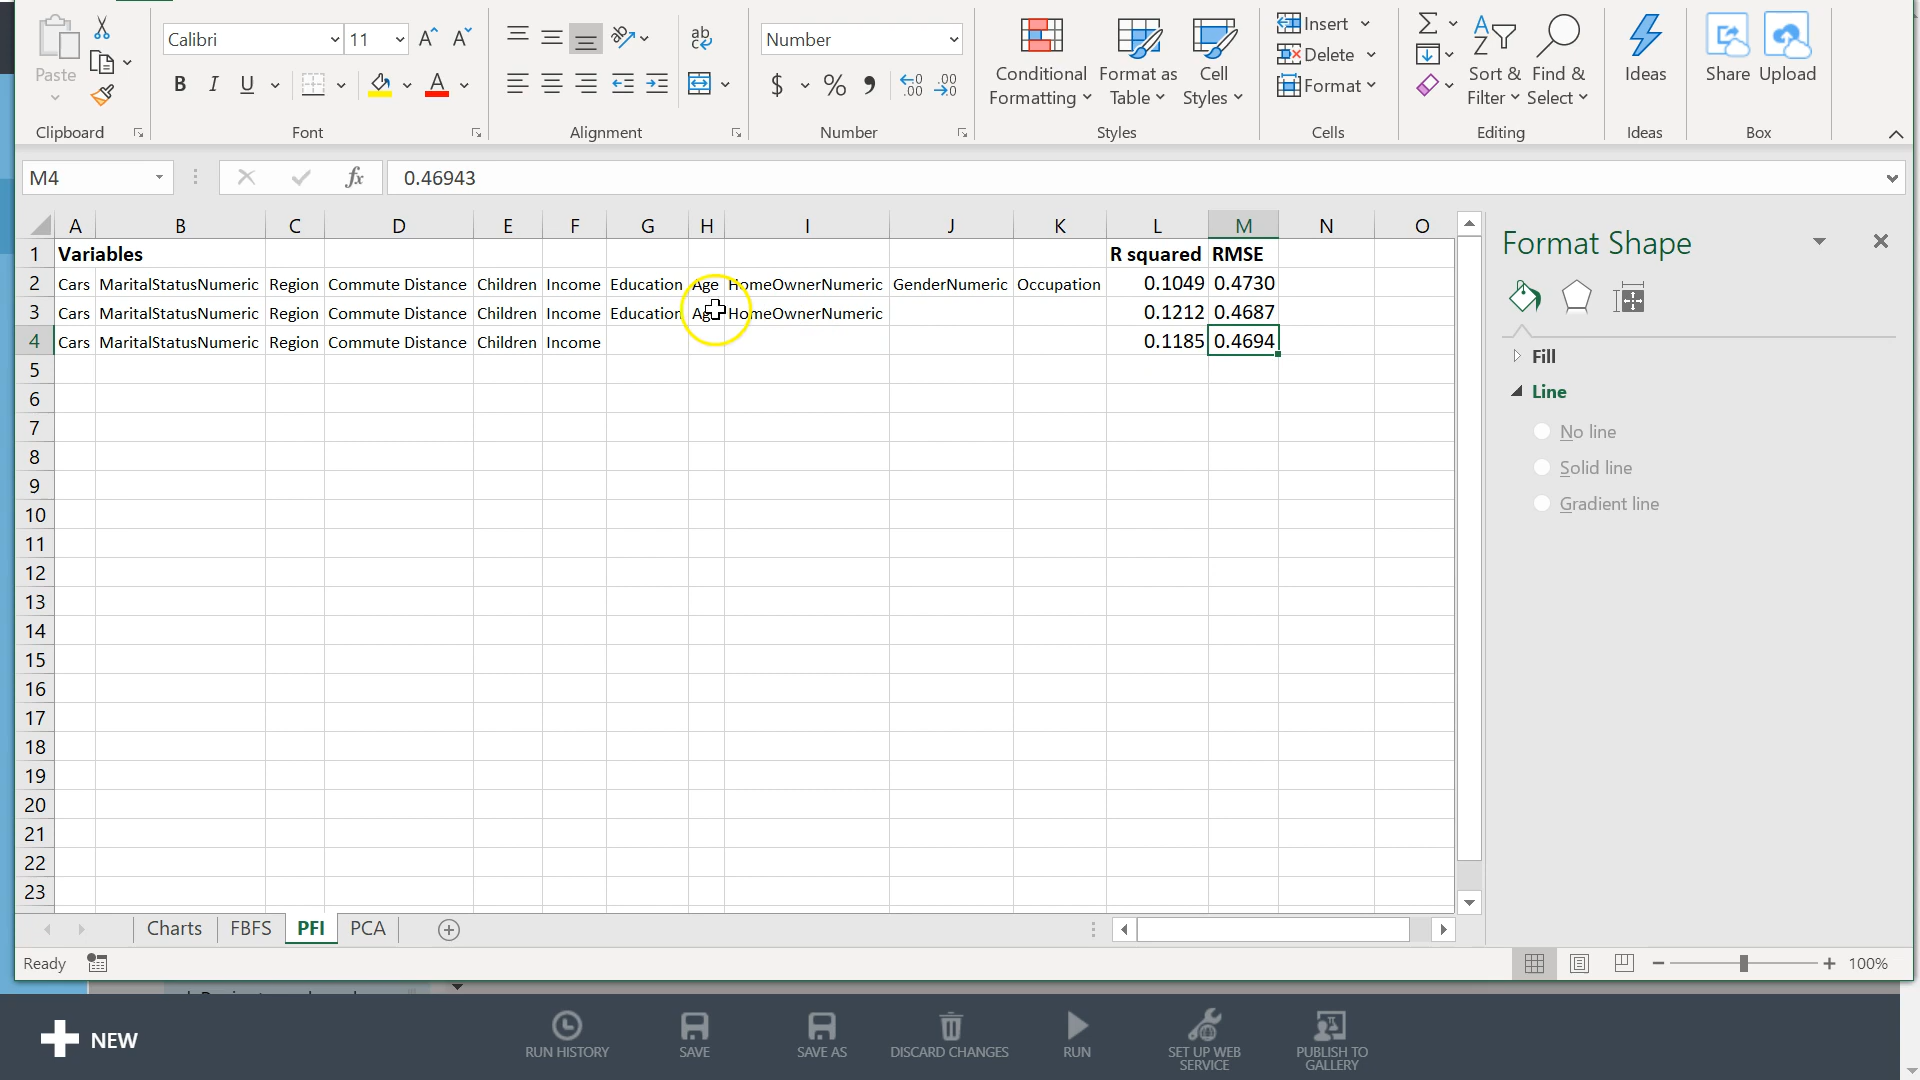 Calibri 11 ab Number Insert
Paste Conditional Formatting Format as Table Cell Styles Delete Sort & Filter Find & Select Ideas Share Upload
B I U A $ % .00 Format
Clipboard Font Alignment Number Styles Cells Editing Ideas Box
M4 fx 0.46943
A B C D E F G H I J K L M N O
1 Variables R squared RMSE
2 Cars MaritalStatusNumeric Region Commute Distance Children Income Education Age HomeOwnerNumeric GenderNumeric Occupation 0.1049 0.4730
3 Cars MaritalStatusNumeric Region Commute Distance Children Income Education Age HomeOwnerNumeric 0.1212 0.4687
4 Cars MaritalStatusNumeric Region Commute Distance Children Income 0.1185 0.4694
5
6
7
8
9
10
11
12
13
14
15
16
17
18
19
20
21
22
23
Format Shape
Fill
Line
No line
Solid line
Gradient line
Charts FBFS PFI PCA
Ready 100%
NEW RUN HISTORY SAVE SAVE AS DISCARD CHANGES RUN SET UP WEB SERVICE PUBLISH TO GALLERY